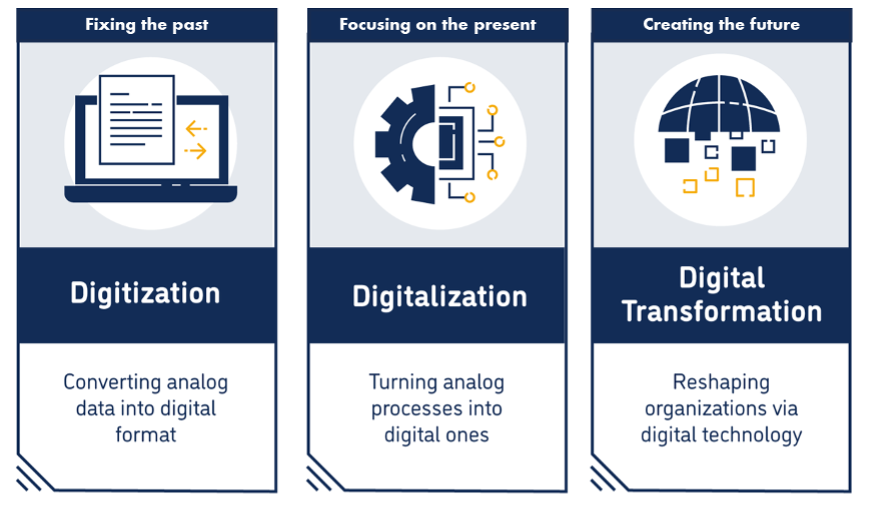 Fixing the past
Digitization
Converting analog
data into digital
format
Focusing on the present
Digitalization
Turning analog
processes into
digital ones
Creating the future
Digital
Transformation
Reshaping
organizations via
digital technology